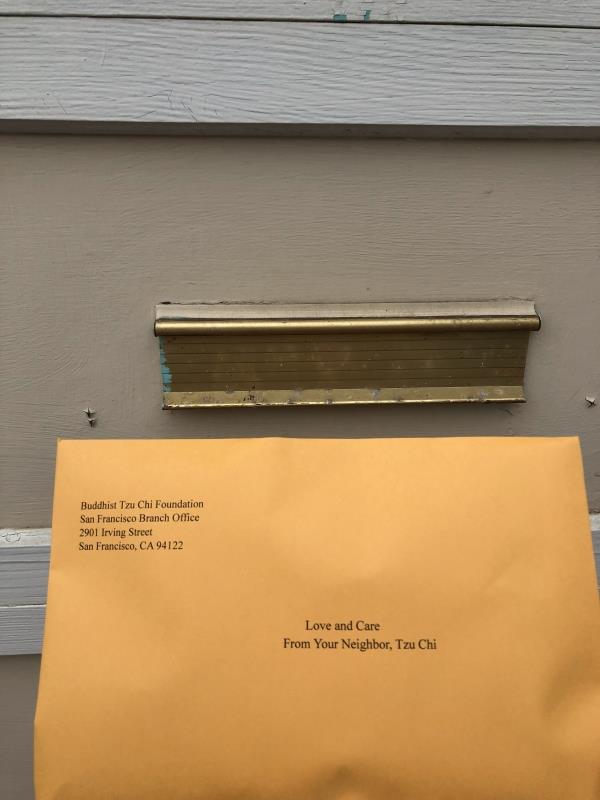 Buddhist Tzu Chi Foundation
San Francisco Branch Office
2901 Irving Street
San Francisco, CA 94122
Love and Care
From Your Neighbor, Tzu Chi